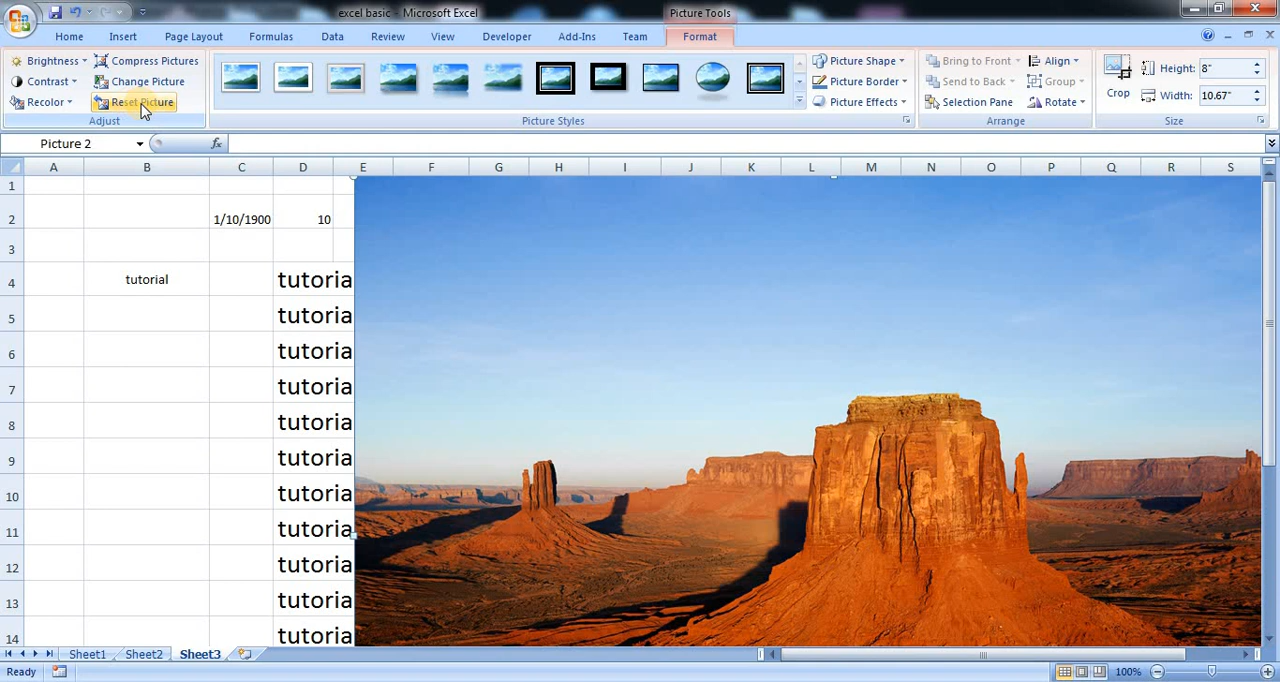 excel basic - Microsoft Excel
Picture Tools
Home Insert Page Layout Formulas Data Review View Developer Add-Ins Team Format
Brightness Compress Pictures Picture Shape Bring to Front Align Height: 8"
Contrast Change Picture Picture Border Send to Back Group Crop
Recolor Reset Picture Picture Effects Selection Pane Rotate Width: 10.67"
Adjust Picture Styles Arrange Size
Picture 2 fx
A B C D E F G H I J K L M N O P Q R S
1
2 1/10/1900 10
3
4 tutorial tutoria
5 tutoria
6 tutoria
7 tutoria
8 tutoria
9 tutoria
10 tutoria
11 tutoria
12 tutoria
13 tutoria
14 tutoria
Sheet1 Sheet2 Sheet3
Ready 100%